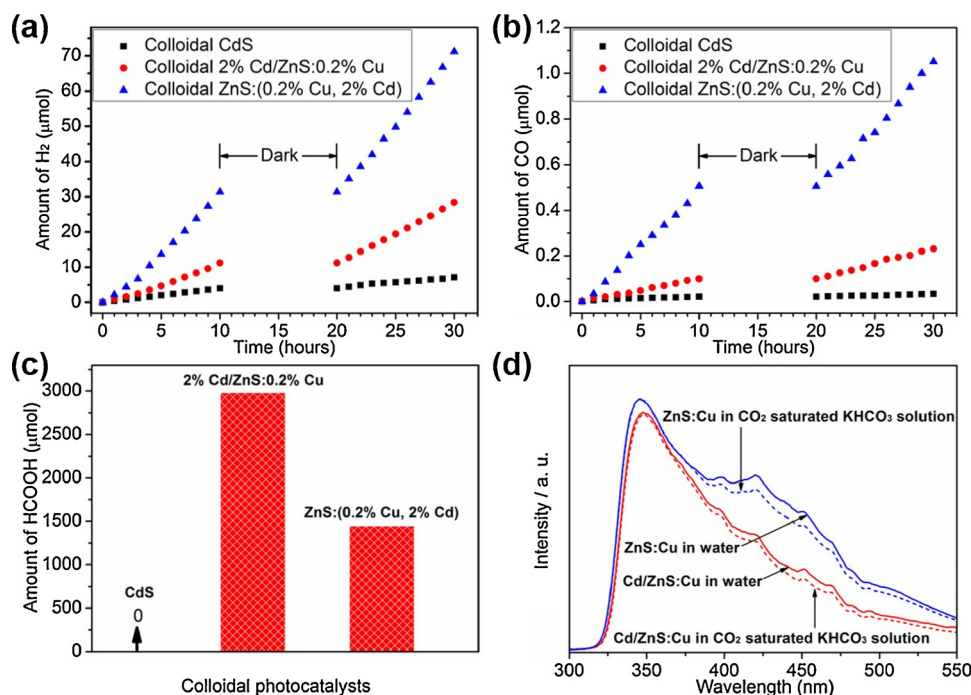 (a)
70
60
50
40
30
20
10
0
Amount of H₂ (μmol)
Colloidal CdS
Colloidal 2% Cd/ZnS:0.2% Cu
Colloidal ZnS:(0.2% Cu, 2% Cd)
Dark
0 5 10 15 20 25 30
Time (hours)
(b)
1.2
1.0
0.8
0.6
0.4
0.2
0.0
Amount of CO (μmol)
Colloidal CdS
Colloidal 2% Cd/ZnS:0.2% Cu
Colloidal ZnS:(0.2% Cu, 2% Cd)
Dark
0 5 10 15 20 25 30
Time (hours)
(c)
3000
2500
2000
1500
1000
500
0
Amount of HCOOH (μmol)
2% Cd/ZnS:0.2% Cu
ZnS:(0.2% Cu, 2% Cd)
CdS
0
Colloidal photocatalysts
(d)
Intensity / a. u.
ZnS:Cu in CO₂ saturated KHCO₃ solution
ZnS:Cu in water
Cd/ZnS:Cu in water
Cd/ZnS:Cu in CO₂ saturated KHCO₃ solution
300 350 400 450 500 550
Wavelength (nm)